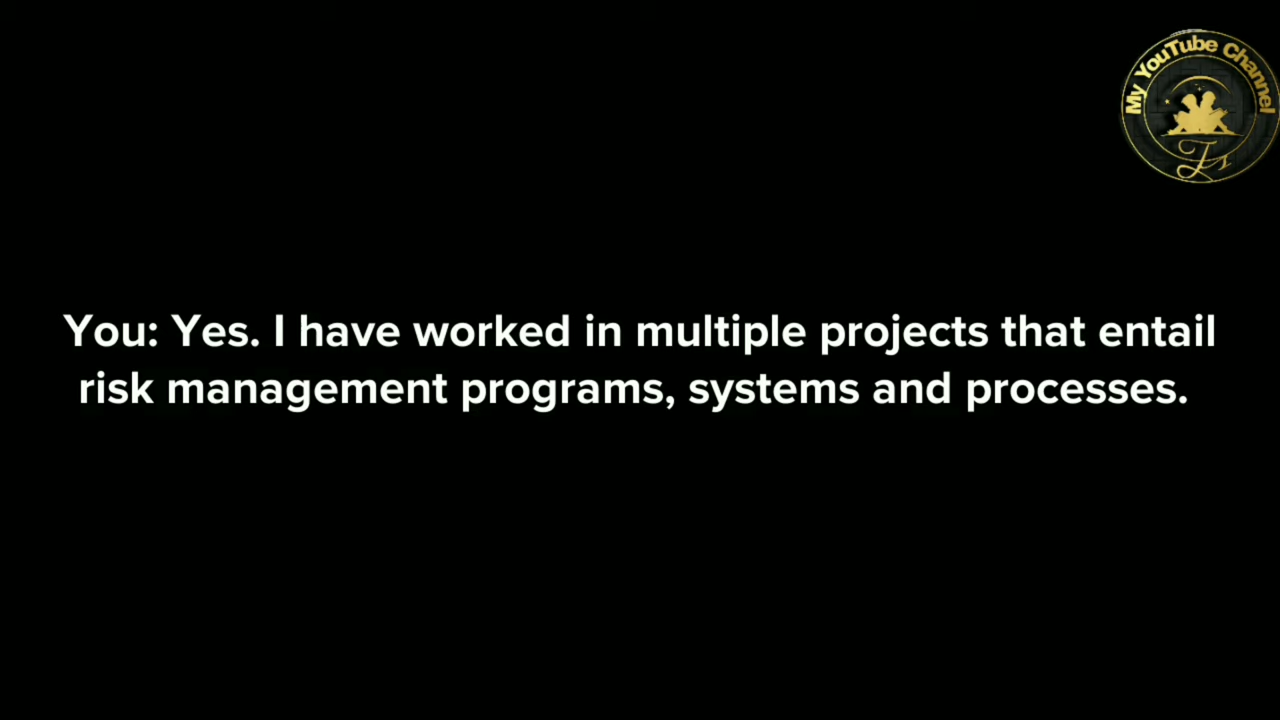 My YouTube Channel
You: Yes. I have worked in multiple projects that entail
risk management programs, systems and processes.